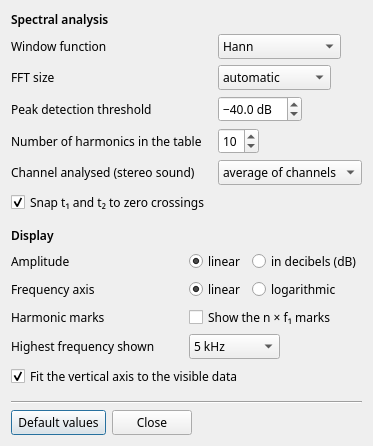 Spectral analysis
Window function Hann
FFT size automatic
Peak detection threshold −40.0 dB
Number of harmonics in the table 10
Channel analysed (stereo sound) average of channels
Snap t₁ and t₂ to zero crossings
Display
Amplitude linear in decibels (dB)
Frequency axis linear logarithmic
Harmonic marks Show the n × f₁ marks
Highest frequency shown 5 kHz
Fit the vertical axis to the visible data
Default values Close